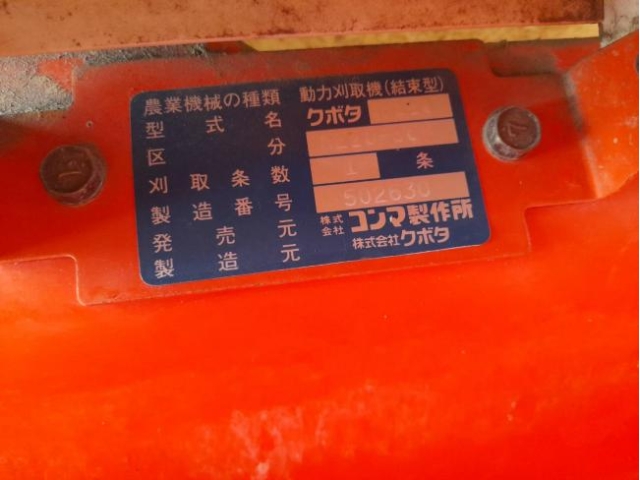 農業機械の種類 動力刈取機(結束型)
型式名 クボタ
区分
刈取条数 1 条
製造番号 502630
発売元 株式会社 コンマ製作所
製造元 株式会社クボタ